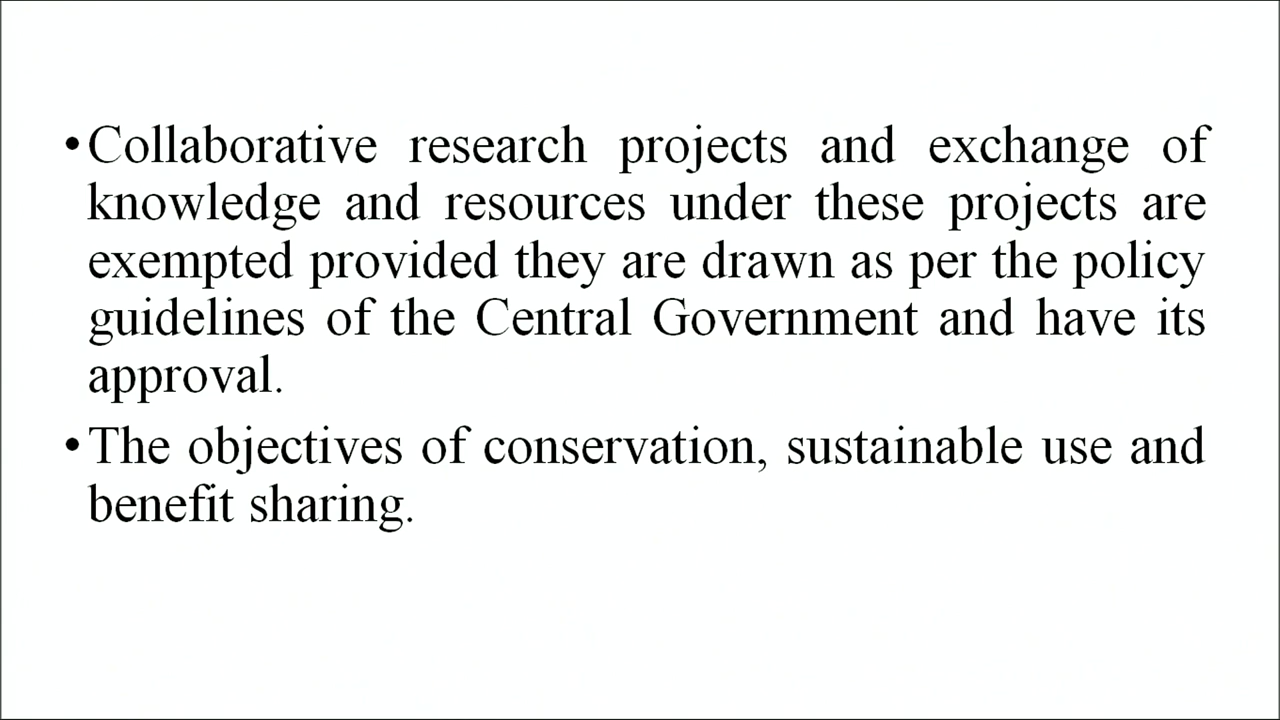 •Collaborative research projects and exchange of
knowledge and resources under these projects are
exempted provided they are drawn as per the policy
guidelines of the Central Government and have its
approval.
•The objectives of conservation, sustainable use and
benefit sharing.